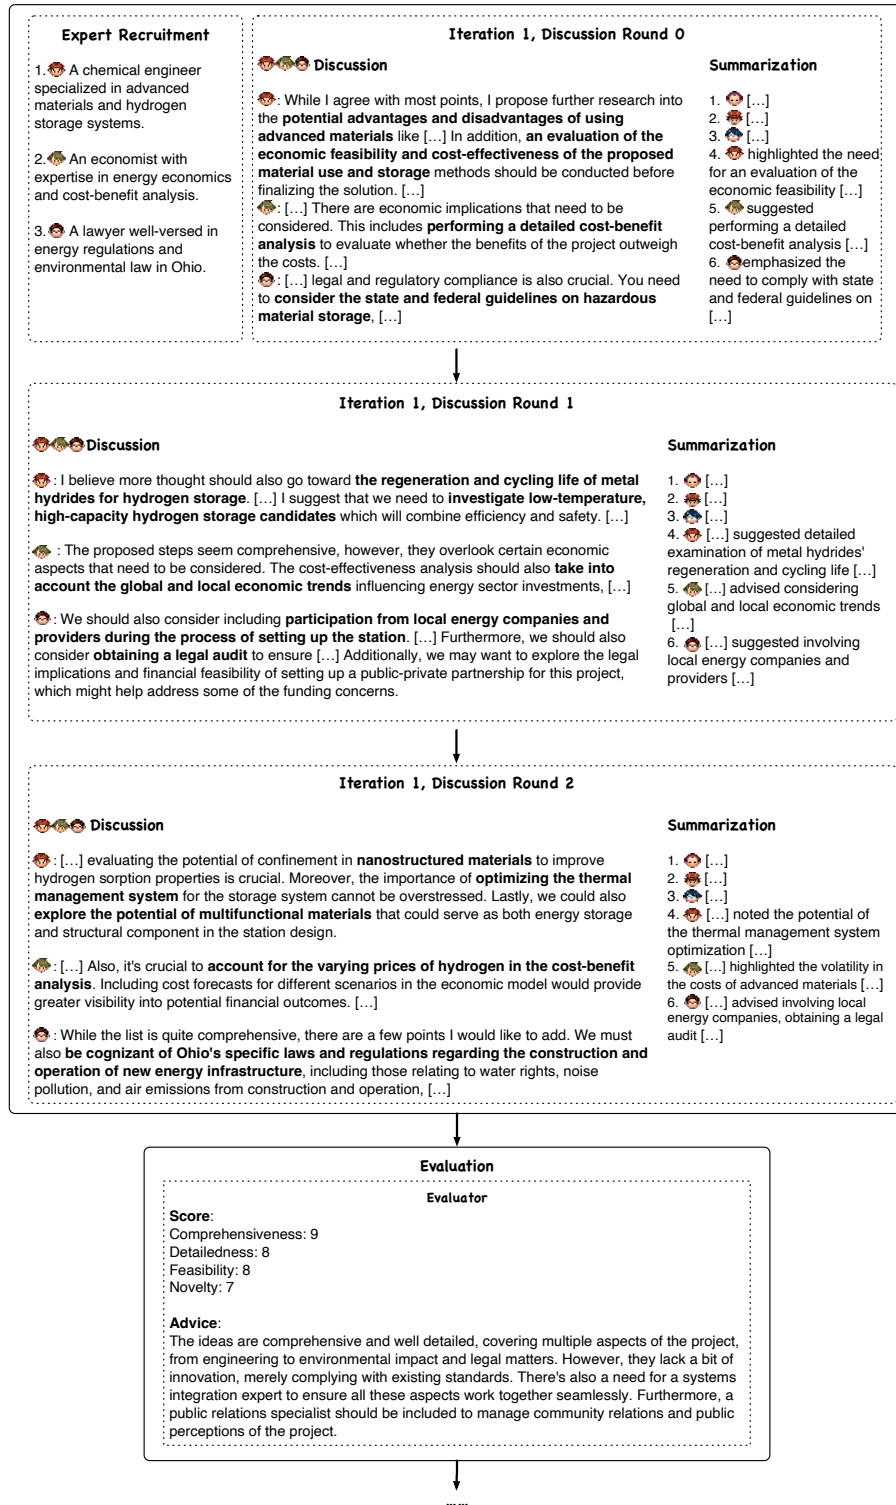 Expert Recruitment
1. A chemical engineer
specialized in advanced
materials and hydrogen
storage systems.
2. An economist with
expertise in energy economics
and cost-benefit analysis.
3. A lawyer well-versed in
energy regulations and
environmental law in Ohio.
Iteration 1, Discussion Round 0
Discussion
: While I agree with most points, I propose further research into
the potential advantages and disadvantages of using
advanced materials like [...] In addition, an evaluation of the
economic feasibility and cost-effectiveness of the proposed
material use and storage methods should be conducted before
finalizing the solution. [...]
: [...] There are economic implications that need to be
considered. This includes performing a detailed cost-benefit
analysis to evaluate whether the benefits of the project outweigh
the costs. [...]
: [...] legal and regulatory compliance is also crucial. You need
to consider the state and federal guidelines on hazardous
material storage, [...]
Summarization
1. [...]
2. [...]
3. [...]
4. highlighted the need
for an evaluation of the
economic feasibility [...]
5. suggested
performing a detailed
cost-benefit analysis [...]
6. emphasized the
need to comply with state
and federal guidelines on
[...]
Iteration 1, Discussion Round 1
Discussion
: I believe more thought should also go toward the regeneration and cycling life of metal
hydrides for hydrogen storage. [...] I suggest that we need to investigate low-temperature,
high-capacity hydrogen storage candidates which will combine efficiency and safety. [...]
: The proposed steps seem comprehensive, however, they overlook certain economic
aspects that need to be considered. The cost-effectiveness analysis should also take into
account the global and local economic trends influencing energy sector investments, [...]
: We should also consider including participation from local energy companies and
providers during the process of setting up the station. [...] Furthermore, we should also
consider obtaining a legal audit to ensure [...] Additionally, we may want to explore the legal
implications and financial feasibility of setting up a public-private partnership for this project,
which might help address some of the funding concerns.
Summarization
1. [...]
2. [...]
3. [...]
4. [...] suggested detailed
examination of metal hydrides'
regeneration and cycling life [...]
5. [...] advised considering
global and local economic trends
[...]
6. [...] suggested involving
local energy companies and
providers [...]
Iteration 1, Discussion Round 2
Discussion
: [...] evaluating the potential of confinement in nanostructured materials to improve
hydrogen sorption properties is crucial. Moreover, the importance of optimizing the thermal
management system for the storage system cannot be overstressed. Lastly, we could also
explore the potential of multifunctional materials that could serve as both energy storage
and structural component in the station design.
: [...] Also, it's crucial to account for the varying prices of hydrogen in the cost-benefit
analysis. Including cost forecasts for different scenarios in the economic model would provide
greater visibility into potential financial outcomes. [...]
: While the list is quite comprehensive, there are a few points I would like to add. We must
also be cognizant of Ohio's specific laws and regulations regarding the construction and
operation of new energy infrastructure, including those relating to water rights, noise
pollution, and air emissions from construction and operation, [...]
Summarization
1. [...]
2. [...]
3. [...]
4. [...] noted the potential of
the thermal management system
optimization [...]
5. [...] highlighted the volatility in
the costs of advanced materials [...]
6. [...] advised involving local
energy companies, obtaining a legal
audit [...]
Evaluation
Evaluator
Score:
Comprehensiveness: 9
Detailedness: 8
Feasibility: 8
Novelty: 7
Advice:
The ideas are comprehensive and well detailed, covering multiple aspects of the project,
from engineering to environmental impact and legal matters. However, they lack a bit of
innovation, merely complying with existing standards. There's also a need for a systems
integration expert to ensure all these aspects work together seamlessly. Furthermore, a
public relations specialist should be included to manage community relations and public
perceptions of the project.
......